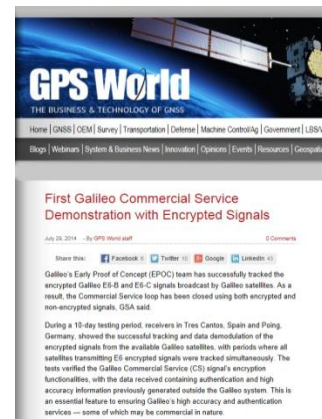 GPS World
THE BUSINESS & TECHNOLOGY OF GNSS
Home | GNSS | OEM | Survey | Transportation | Defense | Machine Control/Ag | Government | LBS/
Blogs | Webinars | System & Business News | Innovation | Opinions | Events | Resources | Geospati
First Galileo Commercial Service
Demonstration with Encrypted Signals
July 29, 2014 - By GPS World staff 0 Comments
Share this: Facebook 6 Twitter 10 Google LinkedIn 43
Galileo's Early Proof of Concept (EPOC) team has successfully tracked the
encrypted Galileo E6-B and E6-C signals broadcast by Galileo satellites. As a
result, the Commercial Service loop has been closed using both encrypted and
non-encrypted signals, GSA said.
During a 10-day testing period, receivers in Tres Cantos, Spain and Poing,
Germany, showed the successful tracking and data demodulation of the
encrypted signals from the available Galileo satellites, with periods where all
satellites transmitting E6 encrypted signals were tracked simultaneously. The
tests verified the Galileo Commercial Service (CS) signal's encryption
functionalities, with the data received containing authentication and high
accuracy information previously generated outside the Galileo system. This is
an essential feature to ensuring Galileo's high accuracy and authentication
services — some of which may be commercial in nature.